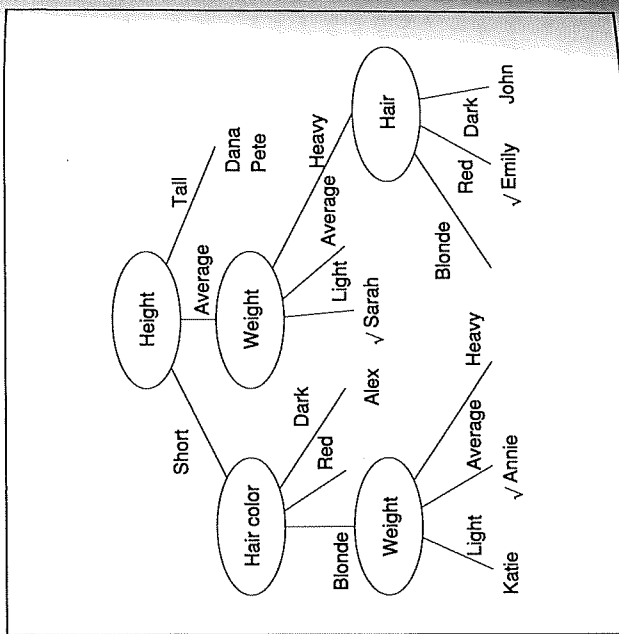 Height
Short
Average
Tall
Dana
Pete
Hair color
Weight
Blonde
Red
Dark
Light
Average
Heavy
Alex
√ Sarah
Weight
Hair
Light
Average
Heavy
Blonde
Red
Dark
Katie
√ Annie
√ Emily
John